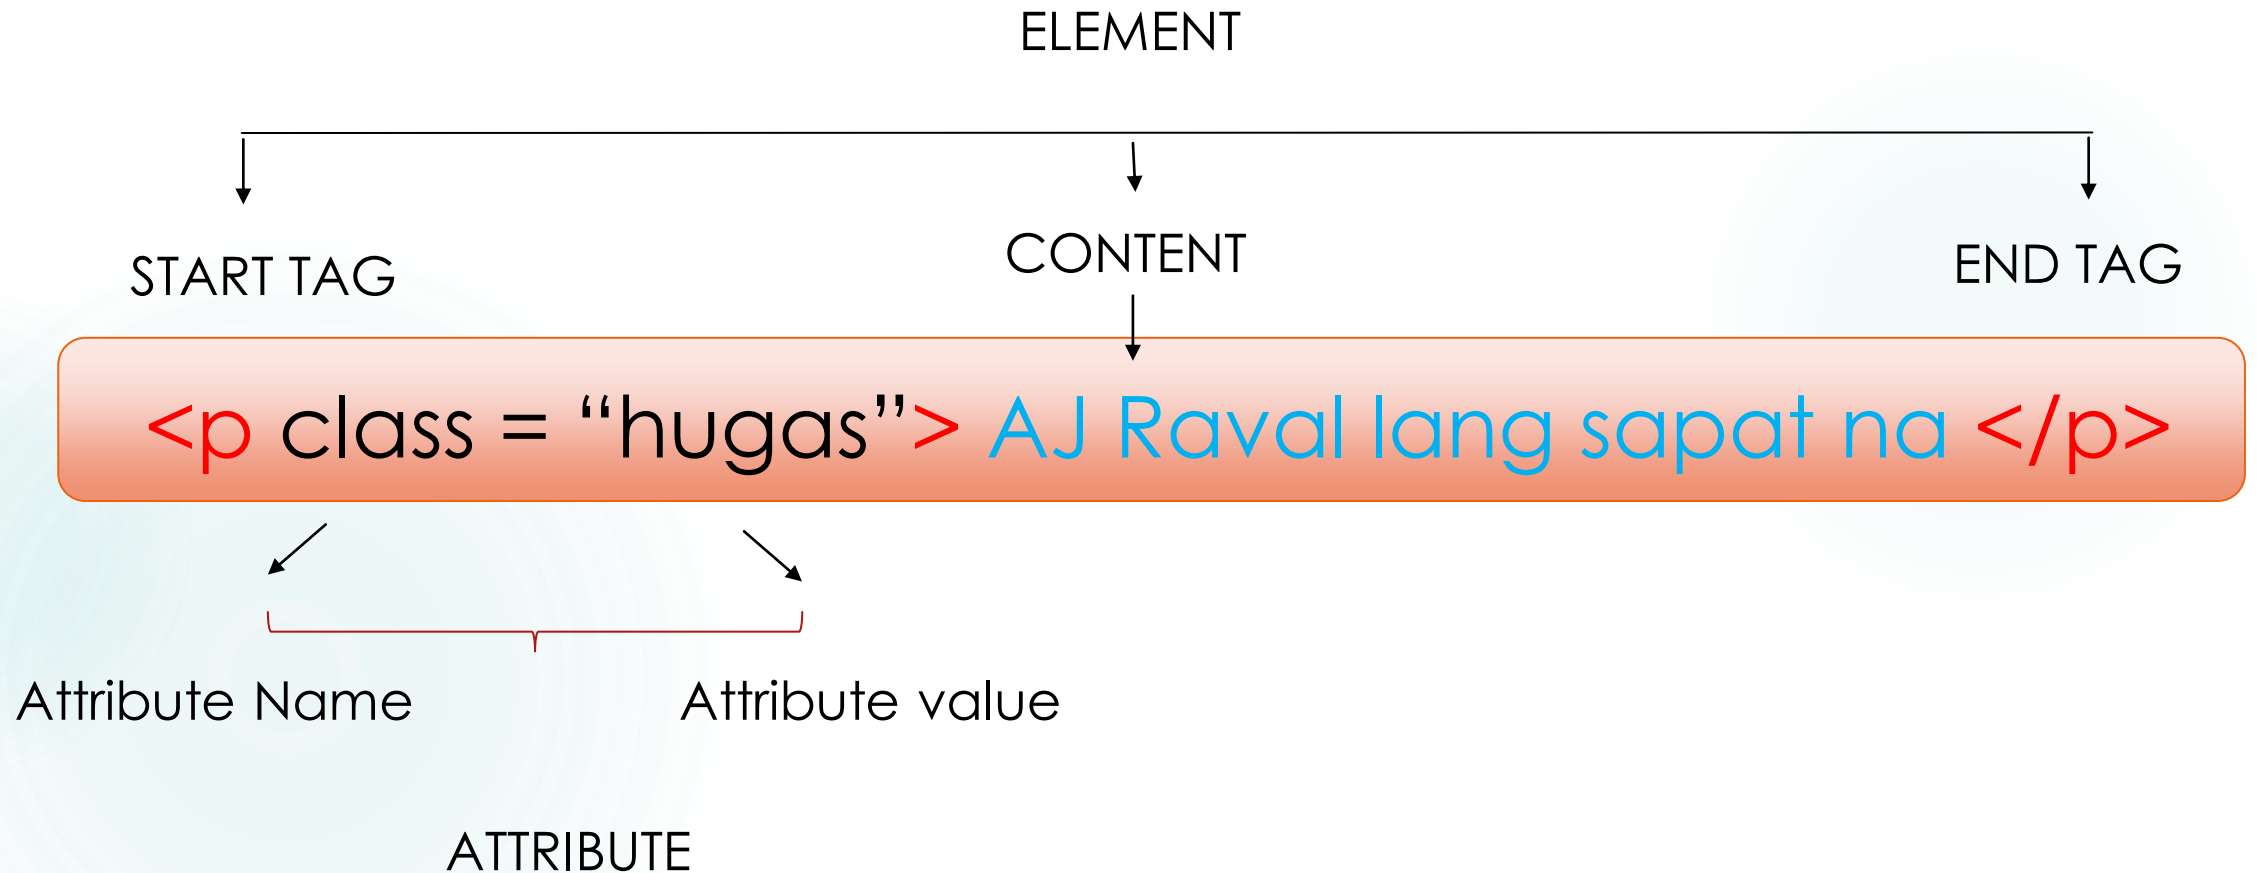 ELEMENT
START TAG
CONTENT
END TAG
<p class = “hugas”> AJ Raval lang sapat na </p>
Attribute Name
Attribute value
ATTRIBUTE